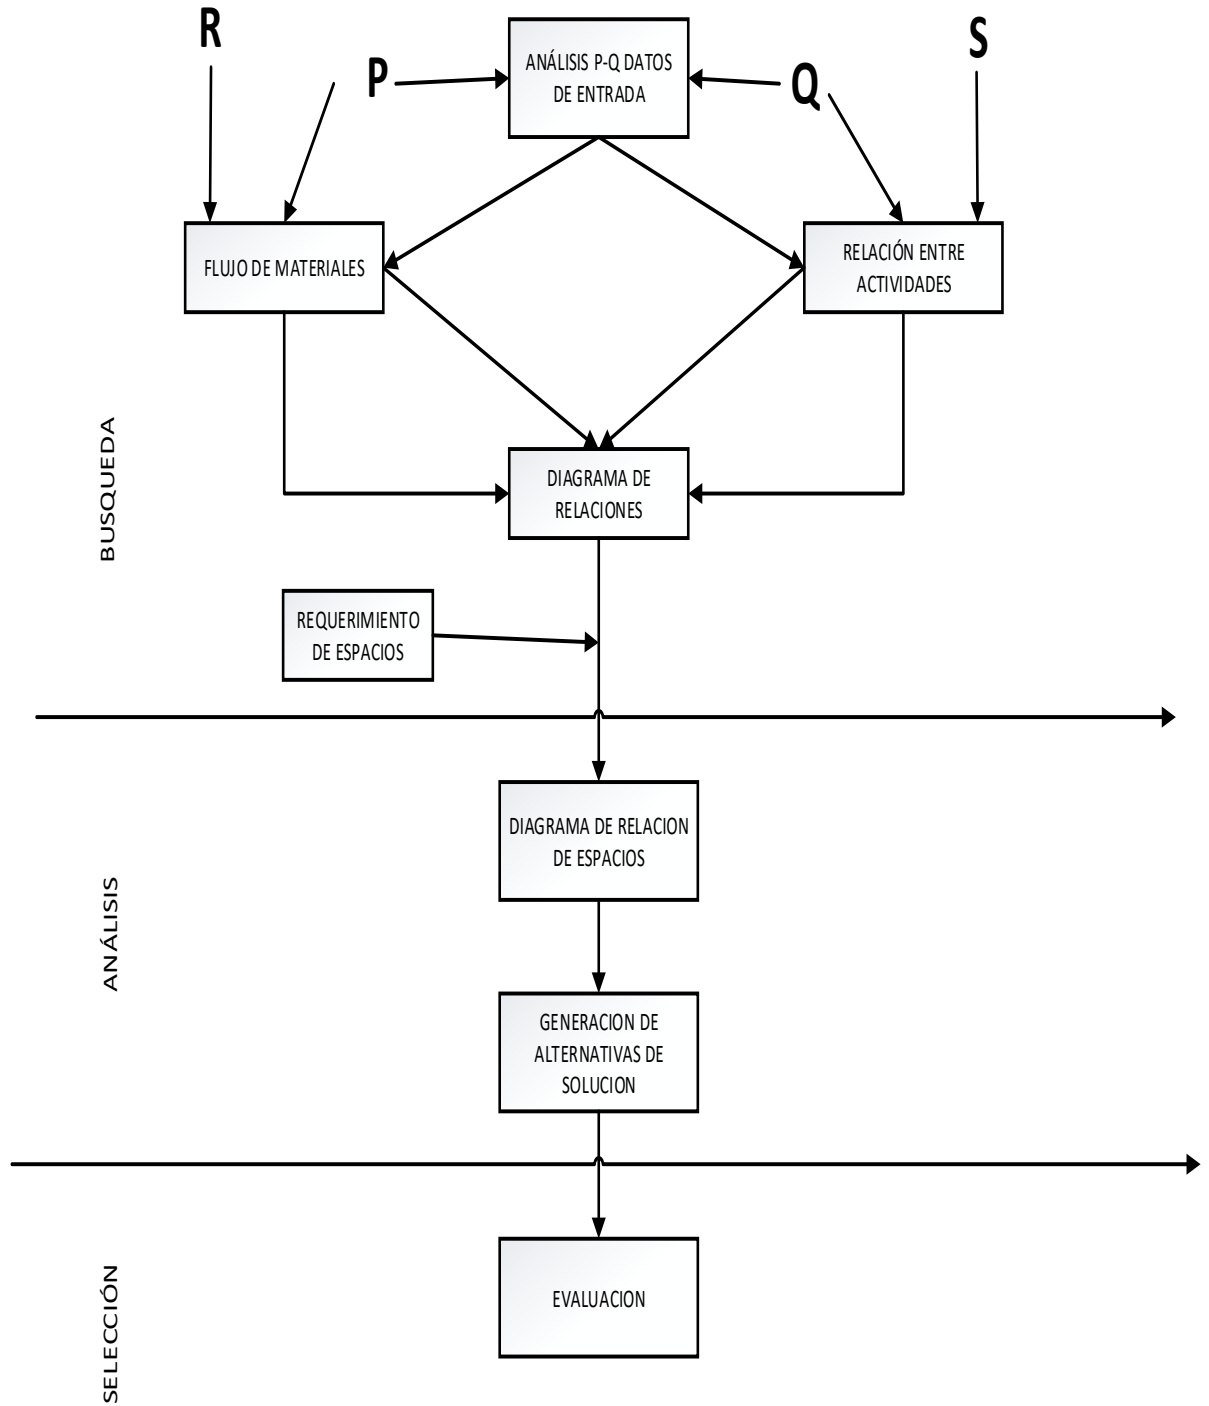 R
P
ANÁLISIS P-Q DATOS
DE ENTRADA
Q
S
FLUJO DE MATERIALES
RELACIÓN ENTRE
ACTIVIDADES
BUSQUEDA
DIAGRAMA DE
RELACIONES
REQUERIMIENTO
DE ESPACIOS
ANÁLISIS
DIAGRAMA DE RELACION
DE ESPACIOS
GENERACION DE
ALTERNATIVAS DE
SOLUCION
SELECCIÓN
EVALUACION